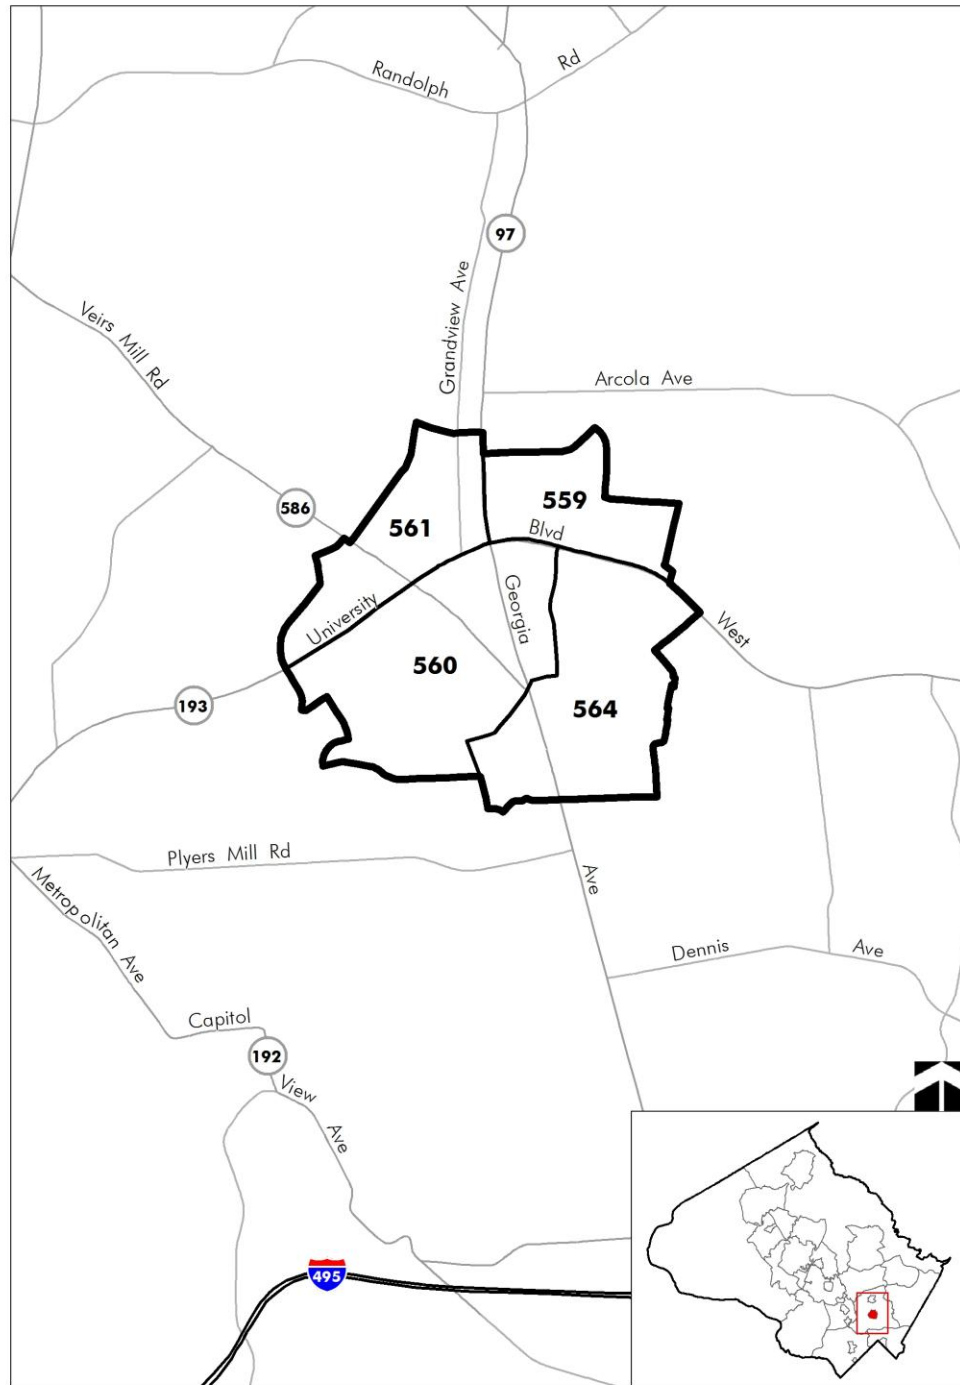 Randolph Rd
97
Grandview Ave
Veirs Mill Rd
Arcola Ave
586
559
561
Blvd
University
Georgia
West
560
193
564
Plyers Mill Rd
Ave
Metropolitan Ave
Dennis Ave
Capitol
192
View
Ave
495